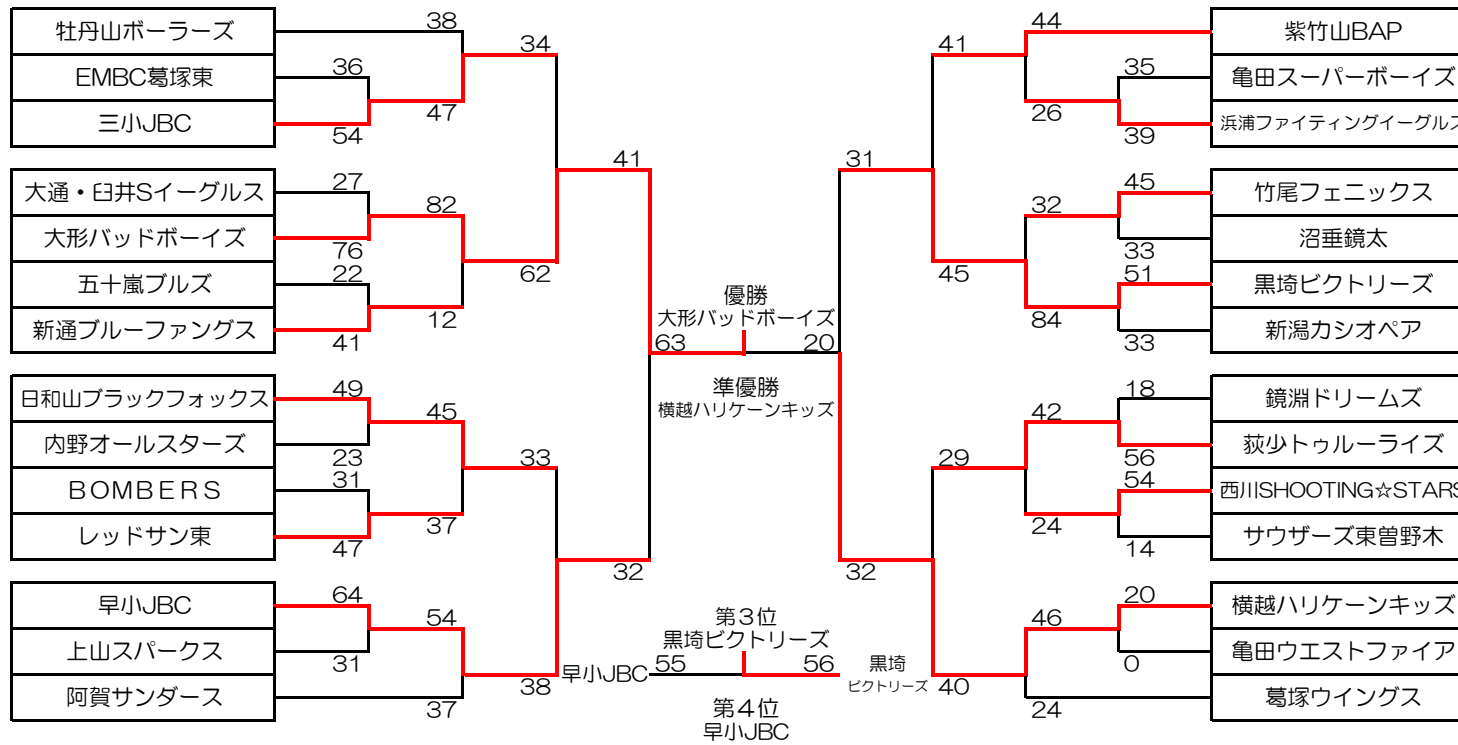 牡丹山ボーラーズ
EMBC葛塚東
三小JBC
38
36
54
47
34
大通・臼井Sイーグルス
大形バッドボーイズ
五十嵐ブルズ
新通ブルーファングス
27
76
22
41
82
12
62
41
日和山ブラックフォックス
内野オールスターズ
BOMBERS
レッドサン東
49
23
31
47
45
37
33
早小JBC
上山スパークス
阿賀サンダース
64
31
54
37
38
32
優勝
大形バッドボーイズ
63
20
準優勝
横越ハリケーンキッズ
第3位
黒埼ビクトリーズ
早小JBC
55
56
黒埼
ビクトリーズ
第4位
早小JBC
紫竹山BAP
亀田スーパーボーイズ
浜浦ファイティングイーグルス
44
35
39
26
41
竹尾フェニックス
沼垂鏡太
黒埼ビクトリーズ
新潟カシオペア
45
33
51
33
32
84
45
31
鏡淵ドリームズ
荻少トゥルーライズ
西川SHOOTING☆STARS
サウザーズ東曽野木
18
56
54
14
42
24
29
横越ハリケーンキッズ
亀田ウエストファイア
葛塚ウイングス
20
0
46
24
40
32